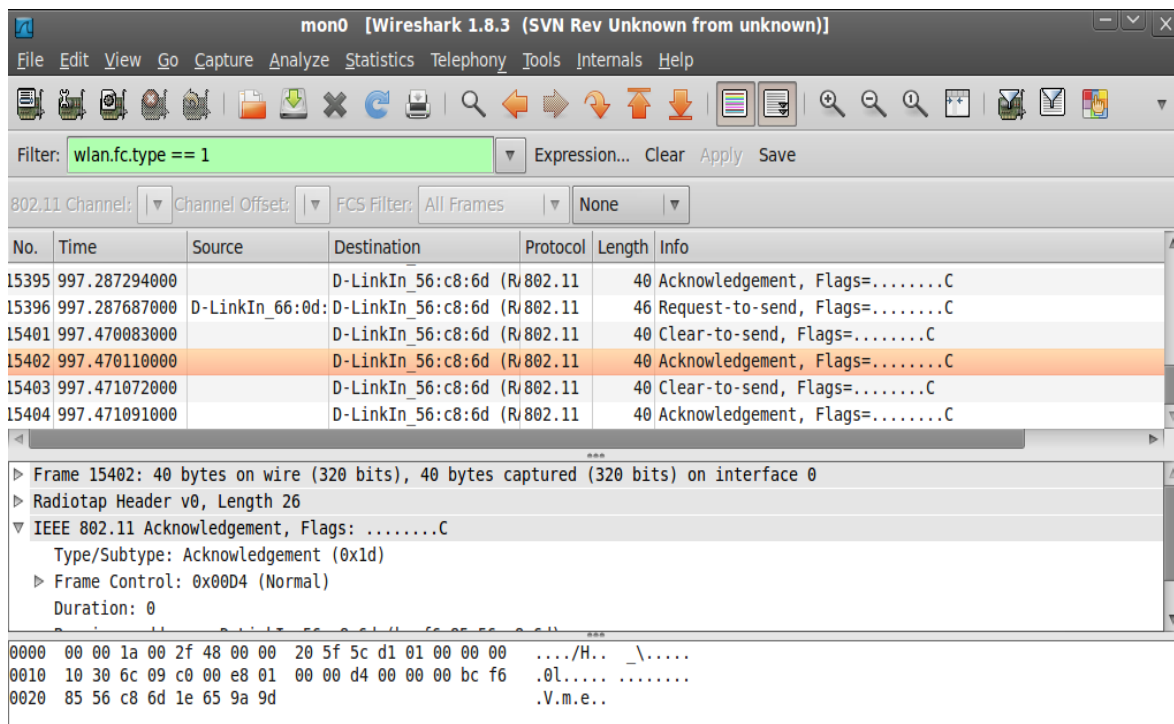 mon0 [Wireshark 1.8.3 (SVN Rev Unknown from unknown)]
File Edit View Go Capture Analyze Statistics Telephony Tools Internals Help
Filter: wlan.fc.type == 1 Expression... Clear Apply Save
802.11 Channel: Channel Offset: FCS Filter: All Frames None
No. Time Source Destination Protocol Length Info
15395 997.287294000 D-LinkIn_56:c8:6d (RA 802.11 40 Acknowledgement, Flags=........C
15396 997.287687000 D-LinkIn_66:0d: D-LinkIn_56:c8:6d (RA 802.11 46 Request-to-send, Flags=........C
15401 997.470083000 D-LinkIn_56:c8:6d (RA 802.11 40 Clear-to-send, Flags=........C
15402 997.470110000 D-LinkIn_56:c8:6d (RA 802.11 40 Acknowledgement, Flags=........C
15403 997.471072000 D-LinkIn_56:c8:6d (RA 802.11 40 Clear-to-send, Flags=........C
15404 997.471091000 D-LinkIn_56:c8:6d (RA 802.11 40 Acknowledgement, Flags=........C
Frame 15402: 40 bytes on wire (320 bits), 40 bytes captured (320 bits) on interface 0
Radiotap Header v0, Length 26
IEEE 802.11 Acknowledgement, Flags: ........C
Type/Subtype: Acknowledgement (0x1d)
Frame Control: 0x00D4 (Normal)
Duration: 0
0000 00 00 1a 00 2f 48 00 00 20 5f 5c d1 01 00 00 00 ..../H.. _\.....
0010 10 30 6c 09 c0 00 e8 01 00 00 d4 00 00 00 bc f6 .0l..... ........
0020 85 56 c8 6d 1e 65 9a 9d .V.m.e..